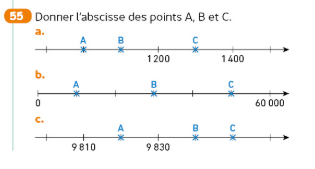 55 Donner l'abscisse des points A, B et C.
a.
A B C
1 200 1 400
b.
A B C
0 60 000
c.
A B C
9 810 9 830